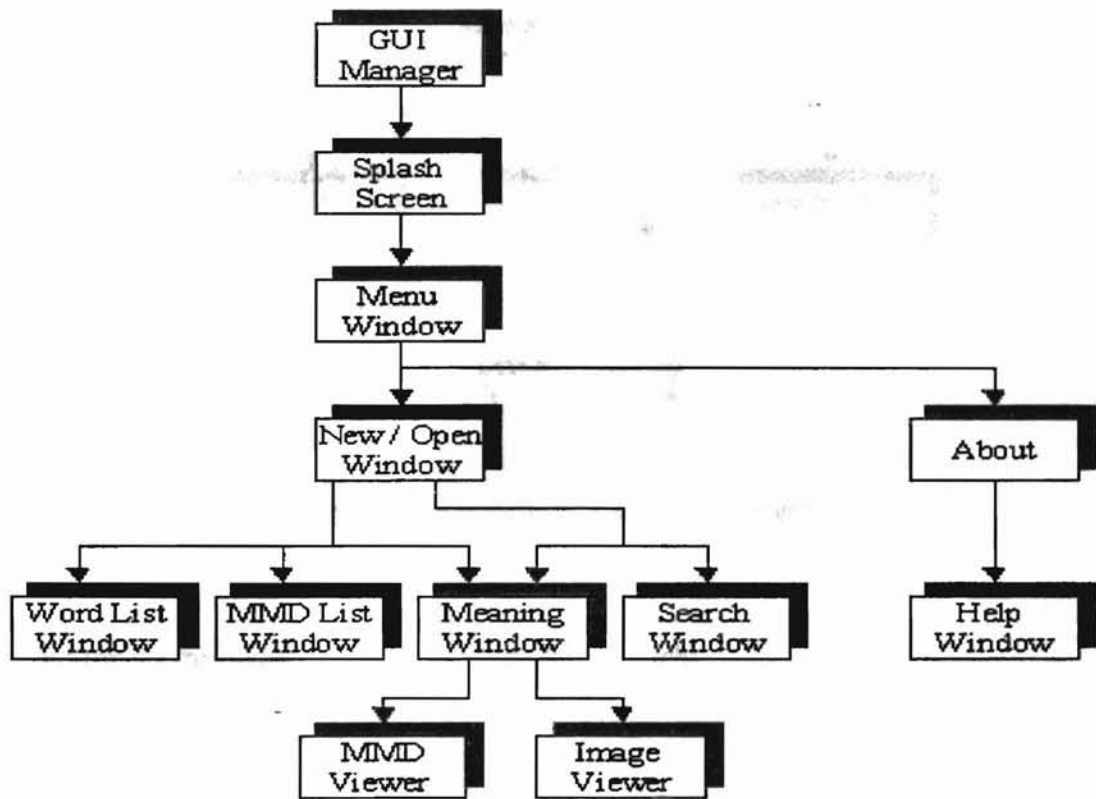 GUI
Manager
Splash
Screen
Menu
Window
New / Open
Window
About
Word List
Window
MMD List
Window
Meaning
Window
Search
Window
Help
Window
MMD
Viewer
Image
Viewer